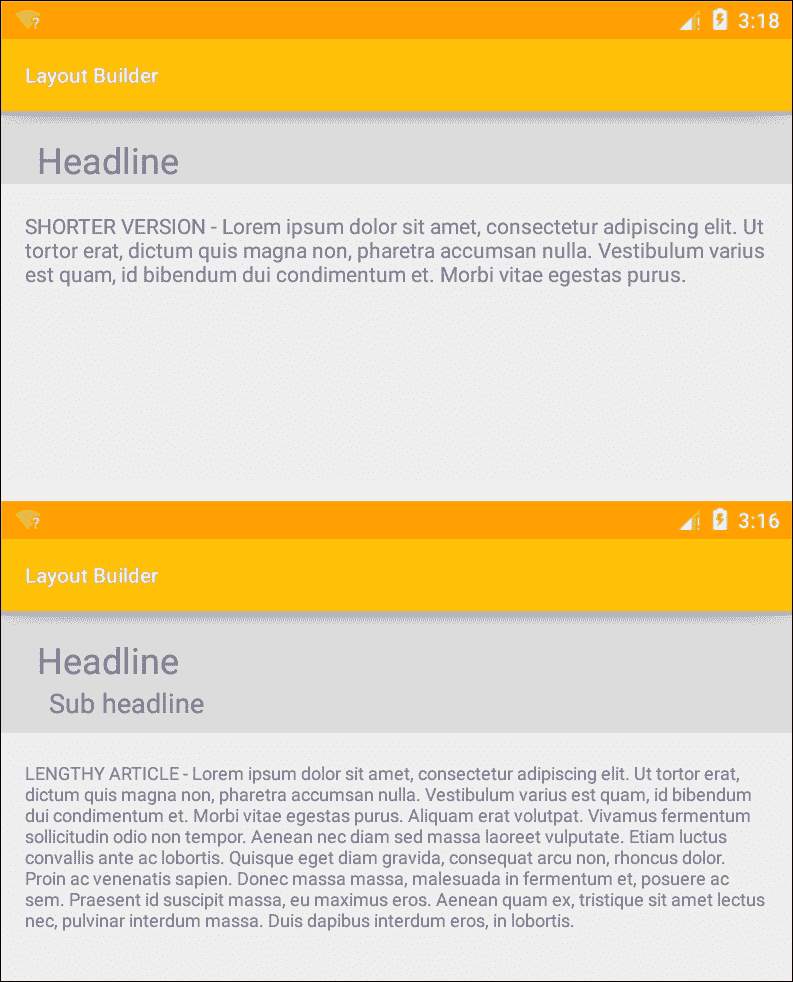 3:18
Layout Builder
Headline
SHORTER VERSION - Lorem ipsum dolor sit amet, consectetur adipiscing elit. Ut
tortor erat, dictum quis magna non, pharetra accumsan nulla. Vestibulum varius
est quam, id bibendum dui condimentum et. Morbi vitae egestas purus.
3:16
Layout Builder
Headline
Sub headline
LENGTHY ARTICLE - Lorem ipsum dolor sit amet, consectetur adipiscing elit. Ut tortor erat,
dictum quis magna non, pharetra accumsan nulla. Vestibulum varius est quam, id bibendum
dui condimentum et. Morbi vitae egestas purus. Aliquam erat volutpat. Vivamus fermentum
sollicitudin odio non tempor. Aenean nec diam sed massa laoreet vulputate. Etiam luctus
convallis ante ac lobortis. Quisque eget diam gravida, consequat arcu non, rhoncus dolor.
Proin ac venenatis sapien. Donec massa massa, malesuada in fermentum et, posuere ac
sem. Praesent id suscipit massa, eu maximus eros. Aenean quam ex, tristique sit amet lectus
nec, pulvinar interdum massa. Duis dapibus interdum eros, in lobortis.